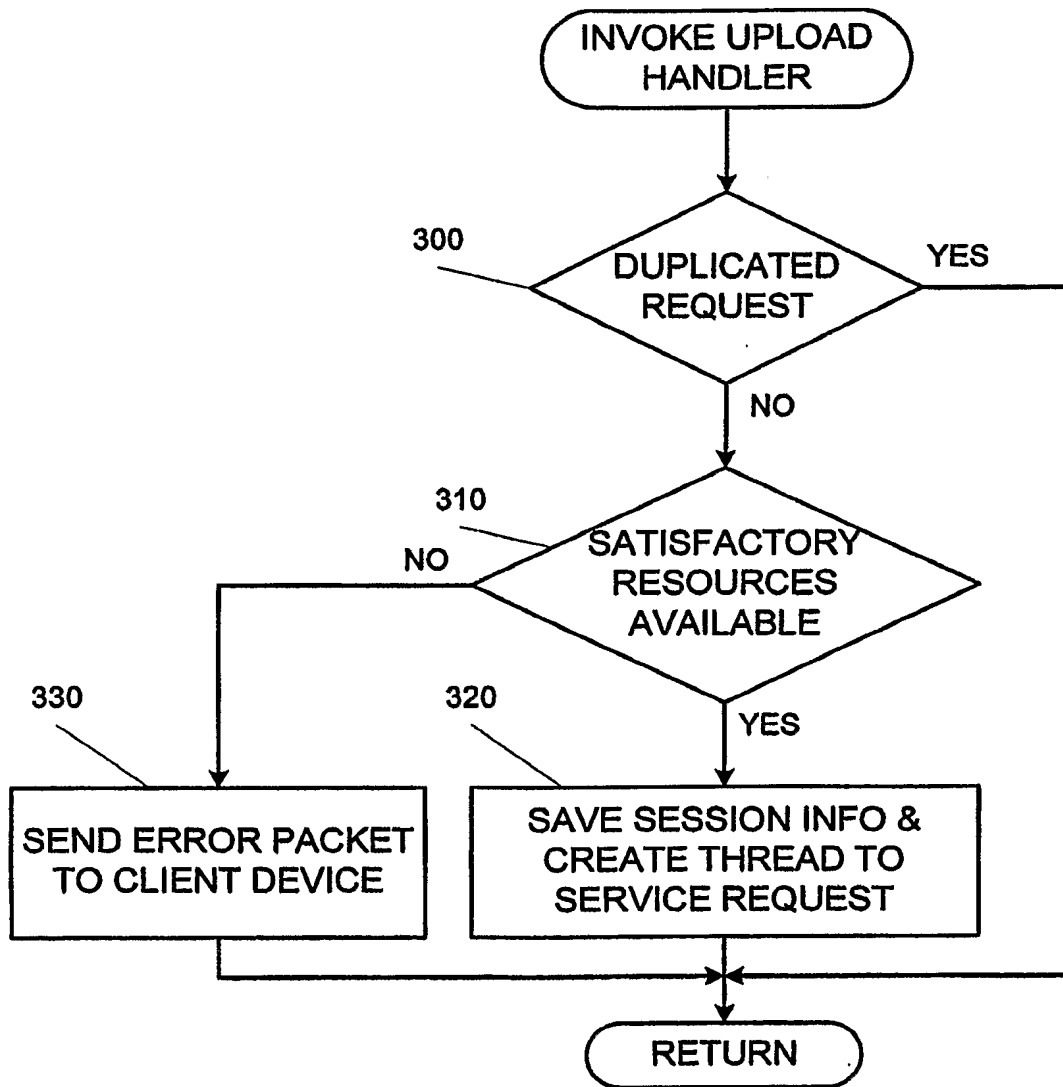 INVOKE UPLOAD
HANDLER
300
DUPLICATED
REQUEST
YES
NO
310
SATISFACTORY
RESOURCES
AVAILABLE
NO
YES
330
SEND ERROR PACKET
TO CLIENT DEVICE
320
SAVE SESSION INFO &
CREATE THREAD TO
SERVICE REQUEST
RETURN